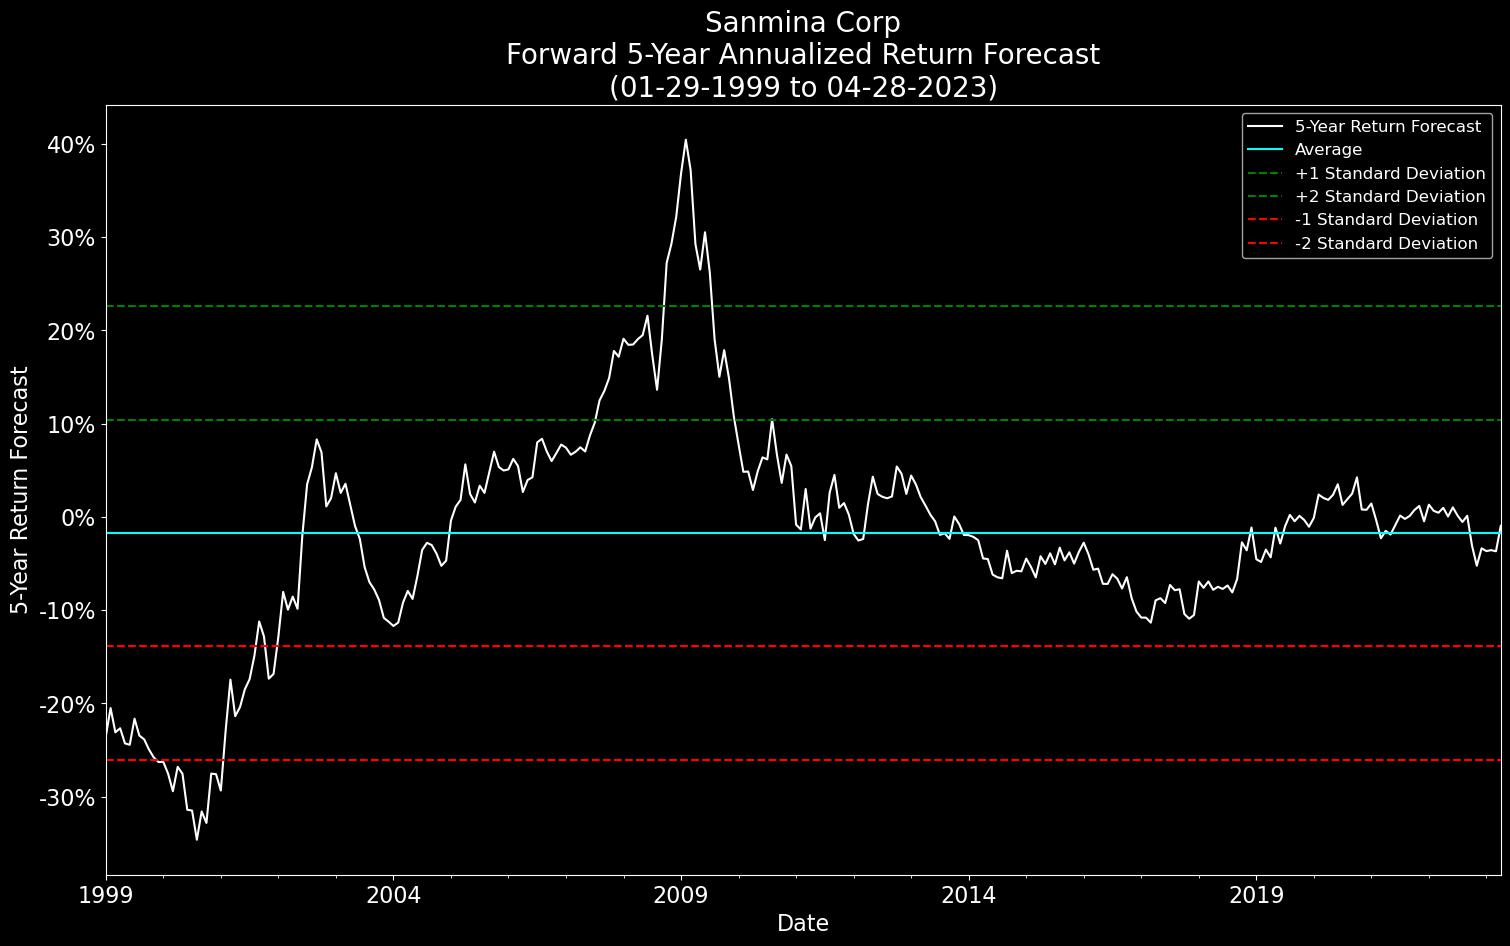 Sanmina Corp
Forward 5-Year Annualized Return Forecast
(01-29-1999 to 04-28-2023)
5-Year Return Forecast
Average
+1 Standard Deviation
+2 Standard Deviation
-1 Standard Deviation
-2 Standard Deviation
5-Year Return Forecast
40%
30%
20%
10%
0%
-10%
-20%
-30%
1999 2004 2009 2014 2019
Date